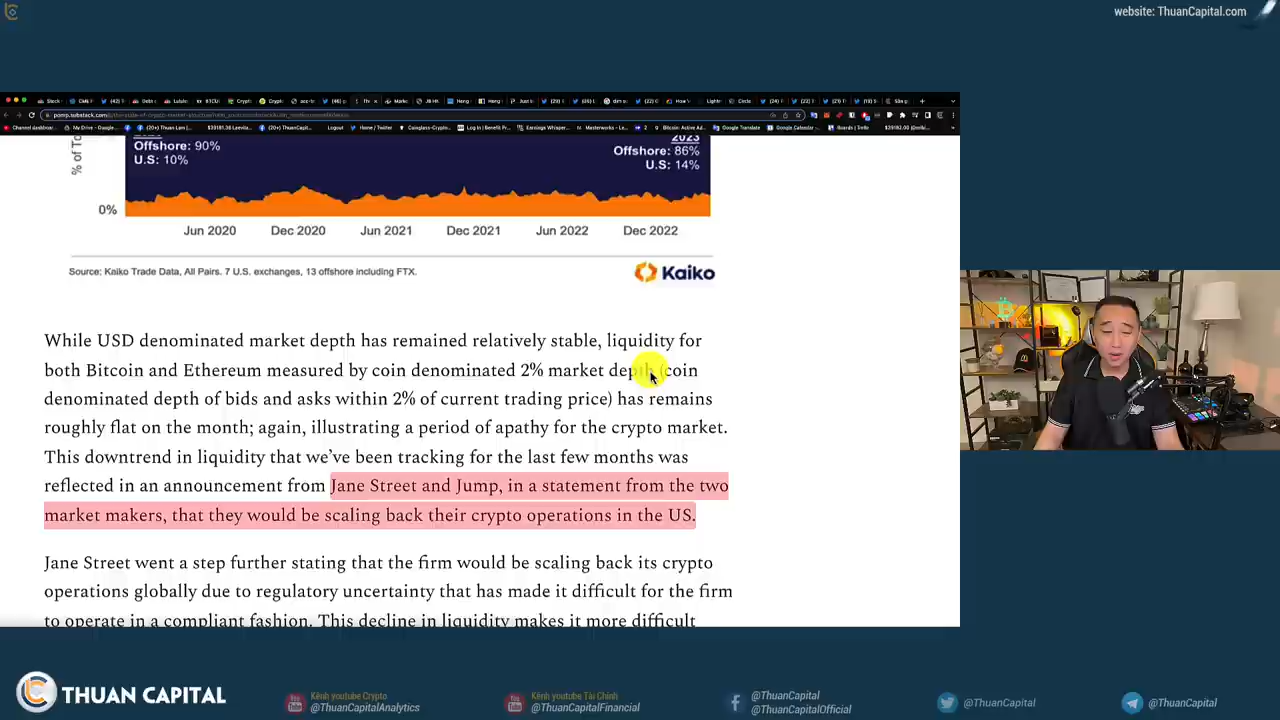 website: ThuanCapital.com
% of To
2023
Offshore: 90%
U.S: 10%
Offshore: 86%
U.S: 14%
0%
Jun 2020 Dec 2020 Jun 2021 Dec 2021 Jun 2022 Dec 2022
Source: Kaiko Trade Data, All Pairs. 7 U.S. exchanges, 13 offshore including FTX.
Kaiko
While USD denominated market depth has remained relatively stable, liquidity for
both Bitcoin and Ethereum measured by coin denominated 2% market depth (coin
denominated depth of bids and asks within 2% of current trading price) has remains
roughly flat on the month; again, illustrating a period of apathy for the crypto market.
This downtrend in liquidity that we’ve been tracking for the last few months was
reflected in an announcement from Jane Street and Jump, in a statement from the two
market makers, that they would be scaling back their crypto operations in the US.
Jane Street went a step further stating that the firm would be scaling back its crypto
operations globally due to regulatory uncertainty that has made it difficult for the firm
to operate in a compliant fashion. This decline in liquidity makes it more difficult
THUAN CAPITAL
Kênh youtube Crypto
@ThuanCapitalAnalytics
Kênh youtube Tài Chính
@ThuanCapitalFinancial
@ThuanCapital
@ThuanCapitalOfficial
@ThuanCapital
@ThuanCapital